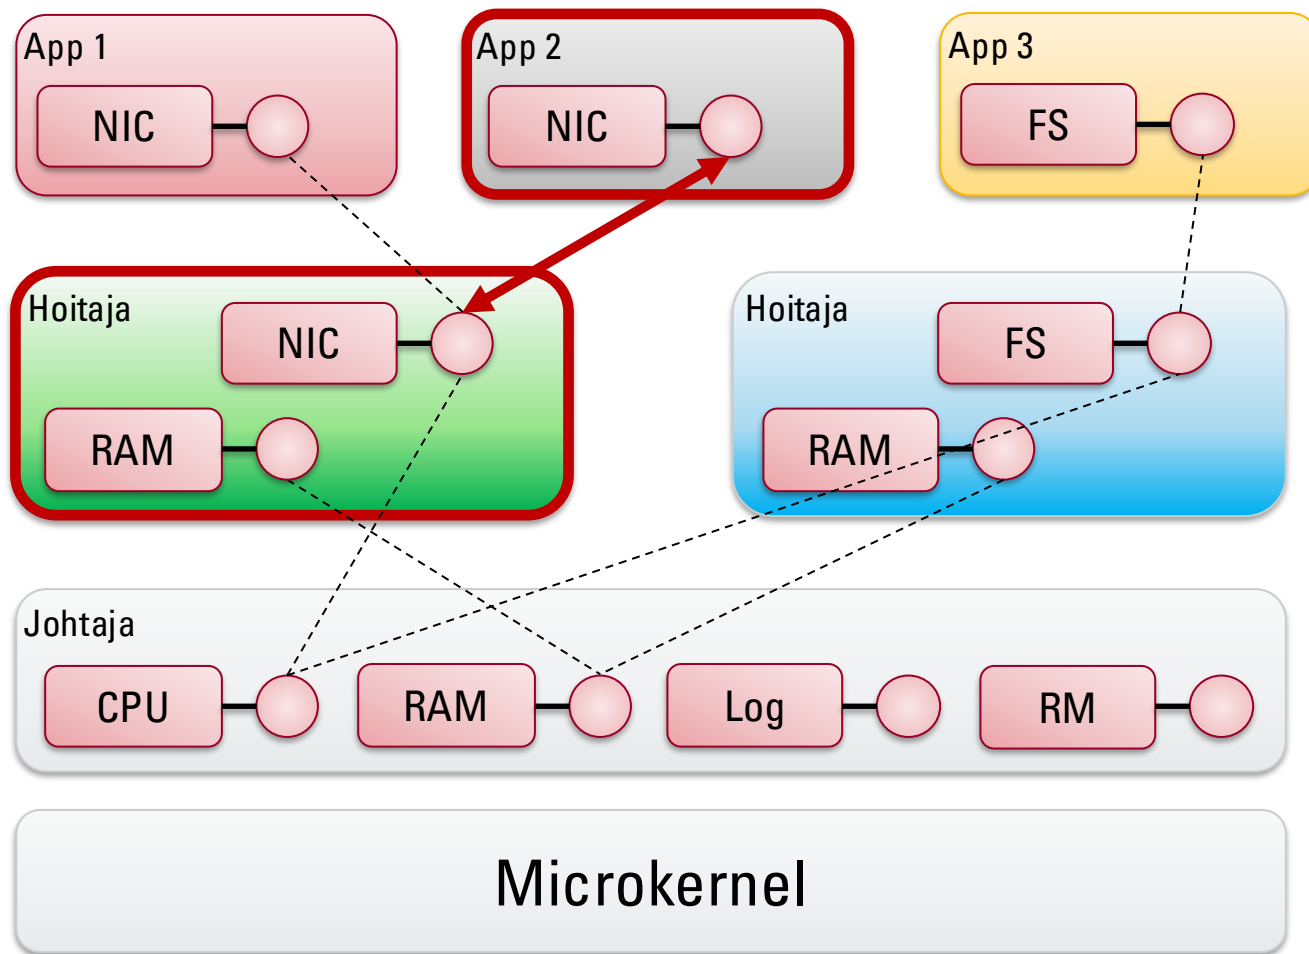 App 1
NIC
App 2
NIC
App 3
FS
Hoitaja
NIC
RAM
Hoitaja
FS
RAM
Johtaja
CPU
RAM
Log
RM
Microkernel